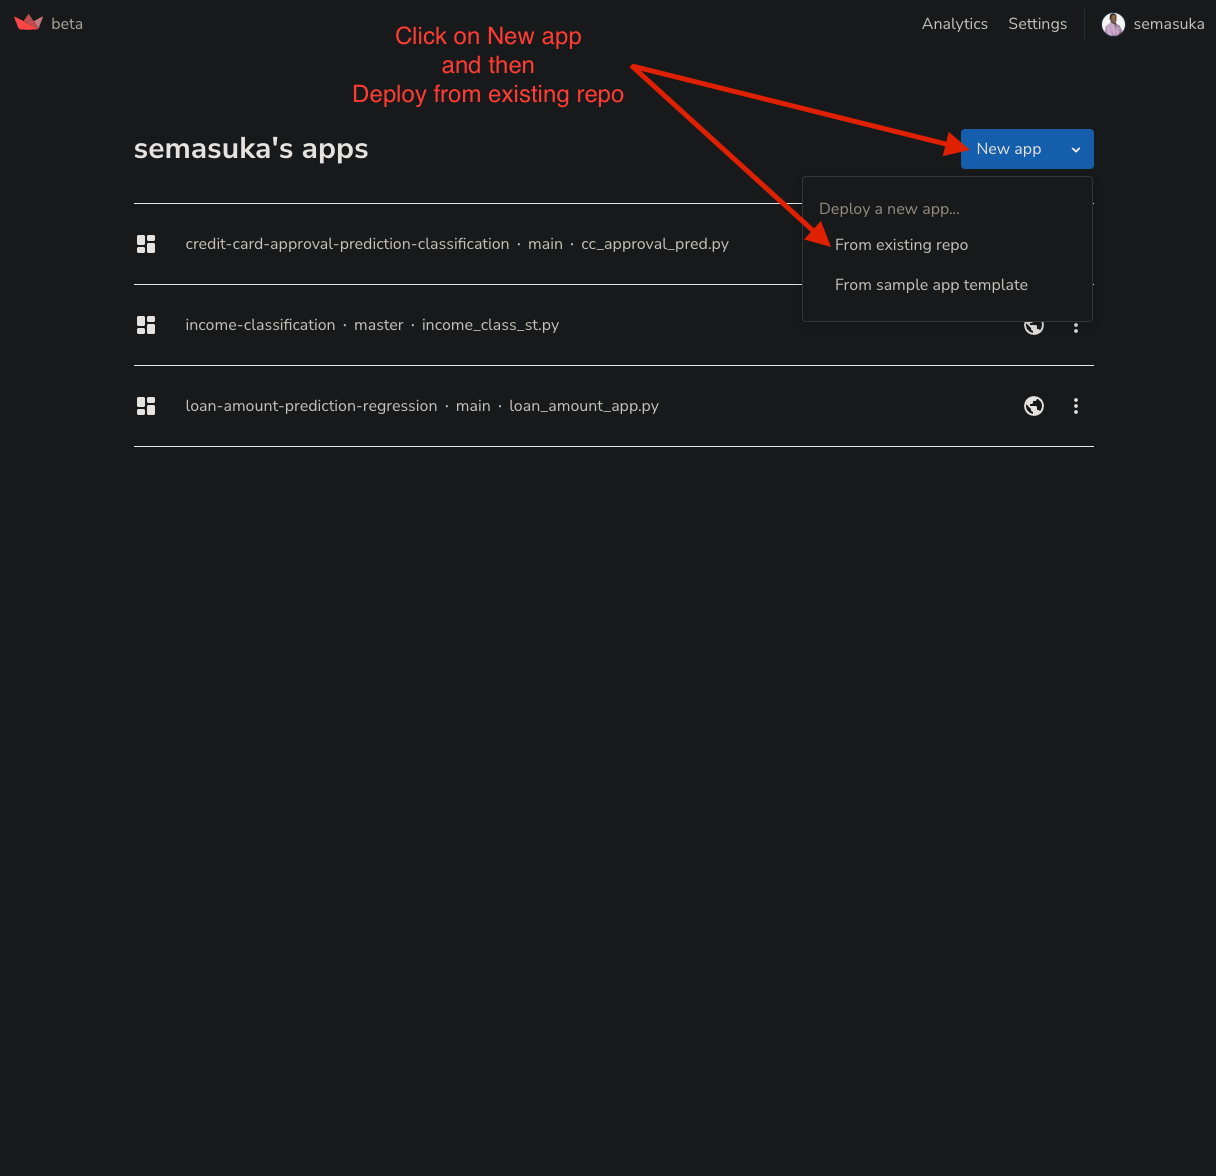 beta
Analytics Settings semasuka
Click on New app
and then
Deploy from existing repo
semasuka's apps
New app
Deploy a new app...
From existing repo
From sample app template
credit-card-approval-prediction-classification · main · cc_approval_pred.py
income-classification · master · income_class_st.py
loan-amount-prediction-regression · main · loan_amount_app.py